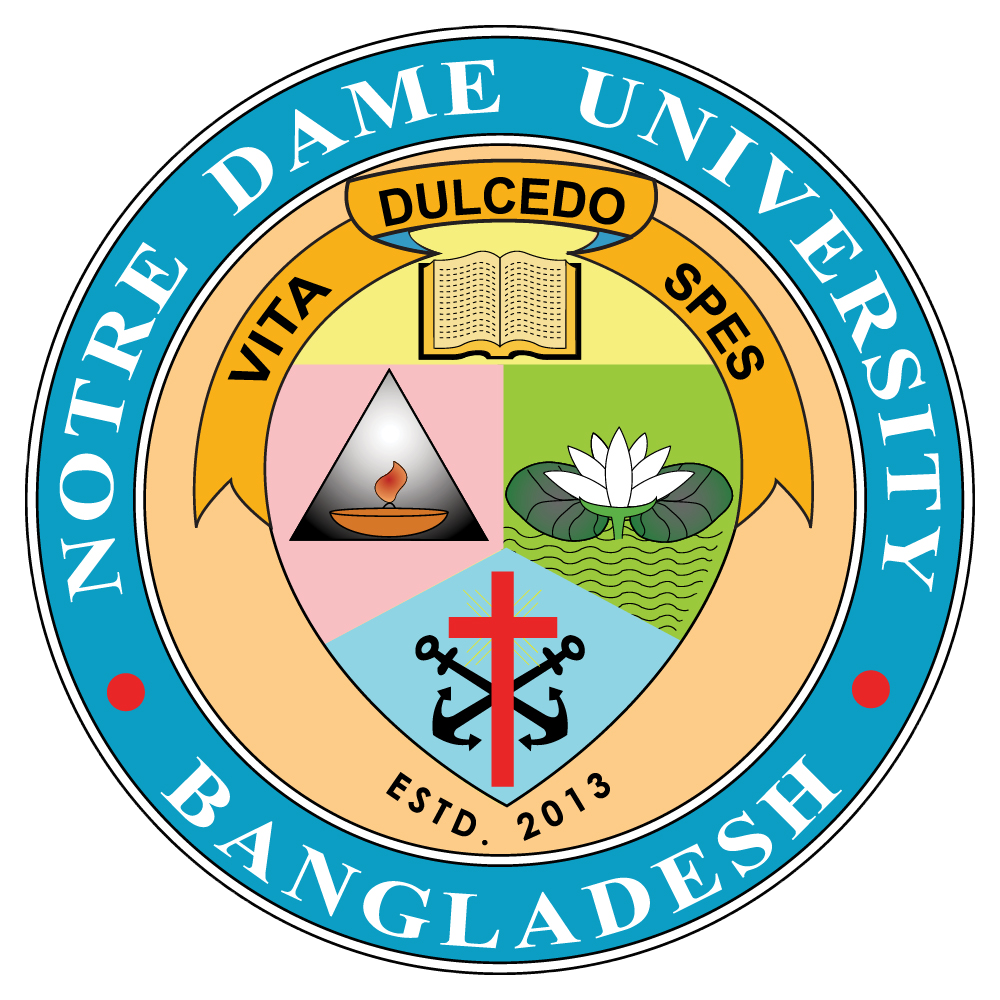 NOTRE DAME UNIVERSITY
VITA DULCEDO SPES
ESTD. 2013
BANGLADESH